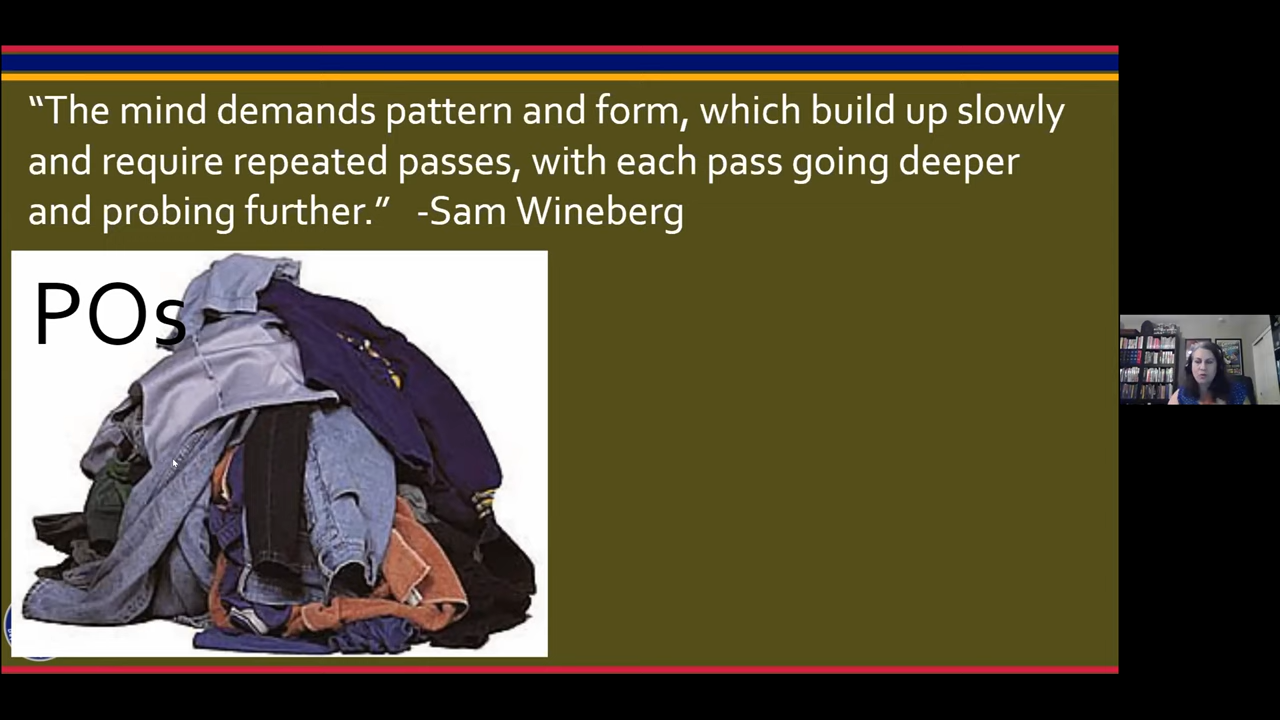 “The mind demands pattern and form, which build up slowly
and require repeated passes, with each pass going deeper
and probing further.”   -Sam Wineberg
POs